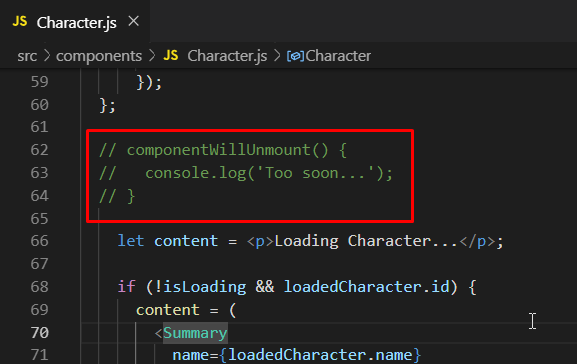 JS Character.js ×
src > components > JS Character.js > Character
59 });
60 };
61
62 // componentWillUnmount() {
63 // console.log('Too soon...');
64 // }
65
66 let content = <p>Loading Character...</p>;
67
68 if (!isLoading && loadedCharacter.id) {
69 content = (
70 <Summary
71 name={loadedCharacter.name}